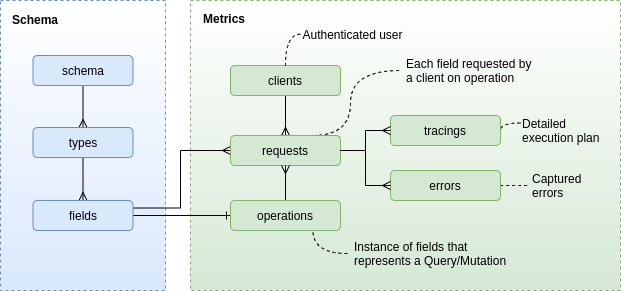 Schema
schema
types
fields
Metrics
Authenticated user
clients
Each field requested by
a client on operation
requests
tracings
Detailed
execution plan
errors
Captured
errors
operations
Instance of fields that
represents a Query/Mutation